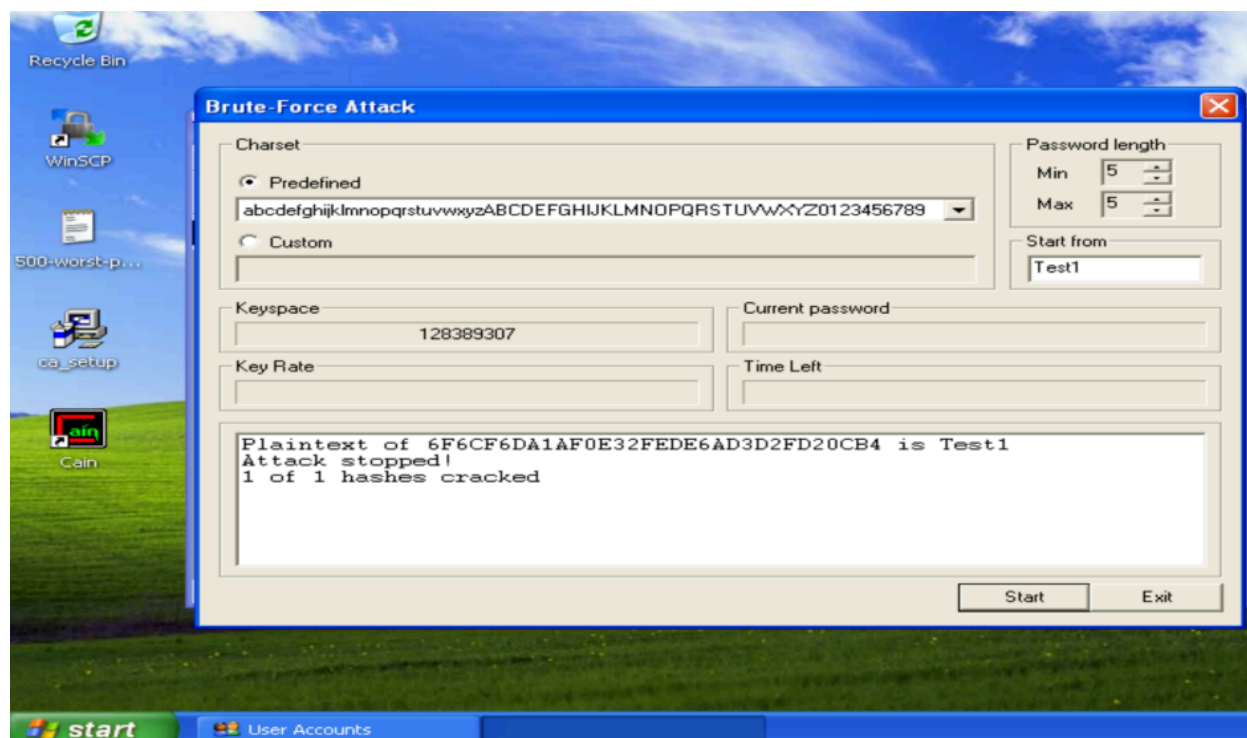 Recycle Bin
WinSCP
500-worst-p...
ca_setup
Cain
Brute-Force Attack
Charset
Predefined
abcdefghijklmnopqrstuvwxyzABCDEFGHIJKLMNOPQRSTUVWXYZ0123456789
Custom
Password length
Min 5
Max 5
Start from
Test1
Keyspace
128389307
Current password
Key Rate
Time Left
Plaintext of 6F6CF6DA1AF0E32FEDE6AD3D2FD20CB4 is Test1
Attack stopped!
1 of 1 hashes cracked
Start
Exit
start
User Accounts